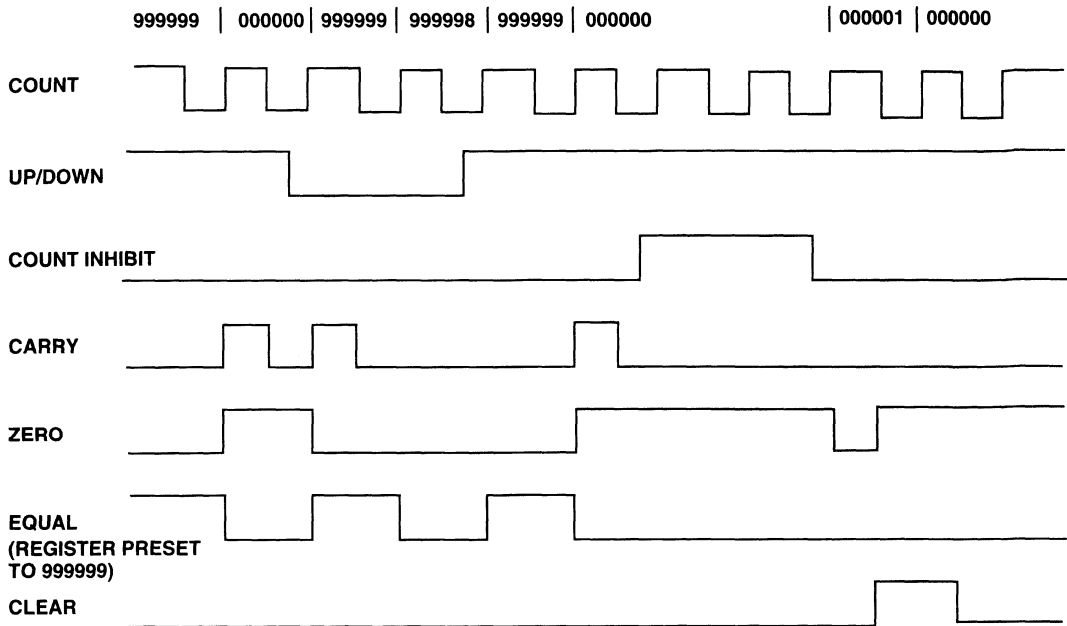 999999 | 000000 | 999999 | 999998 | 999999 | 000000 | 000001 | 000000
COUNT
UP/DOWN
COUNT INHIBIT
CARRY
ZERO
EQUAL
(REGISTER PRESET
TO 999999)
CLEAR